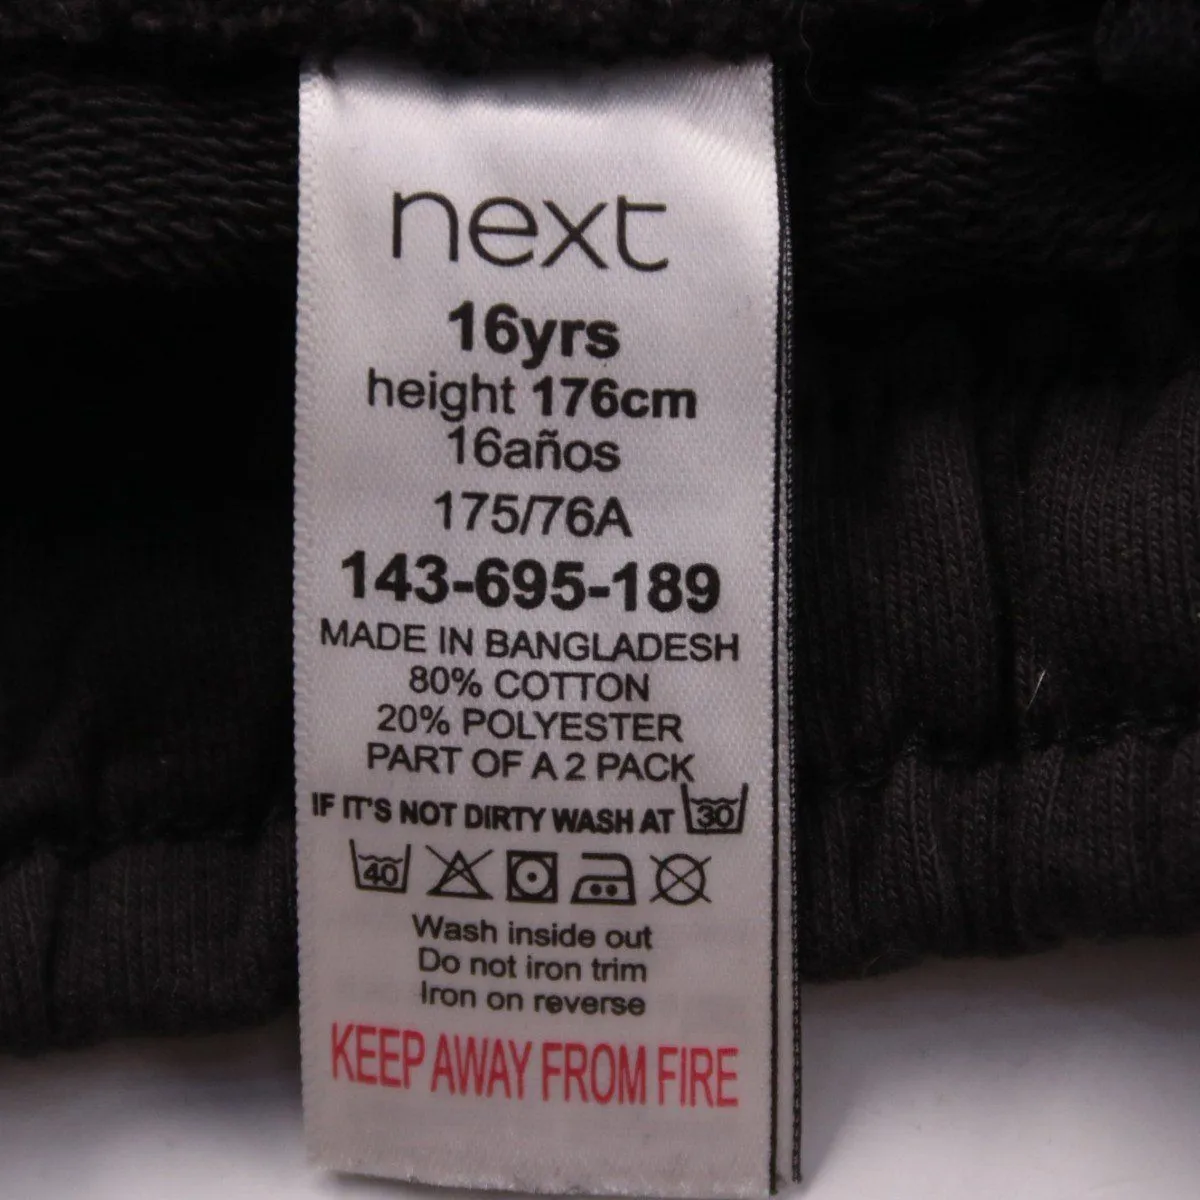 next
16yrs
height 176cm
16años
175/76A
143-695-189
MADE IN BANGLADESH
80% COTTON
20% POLYESTER
PART OF A 2 PACK
IF IT'S NOT DIRTY WASH AT 30
40
Wash inside out
Do not iron trim
Iron on reverse
KEEP AWAY FROM FIRE